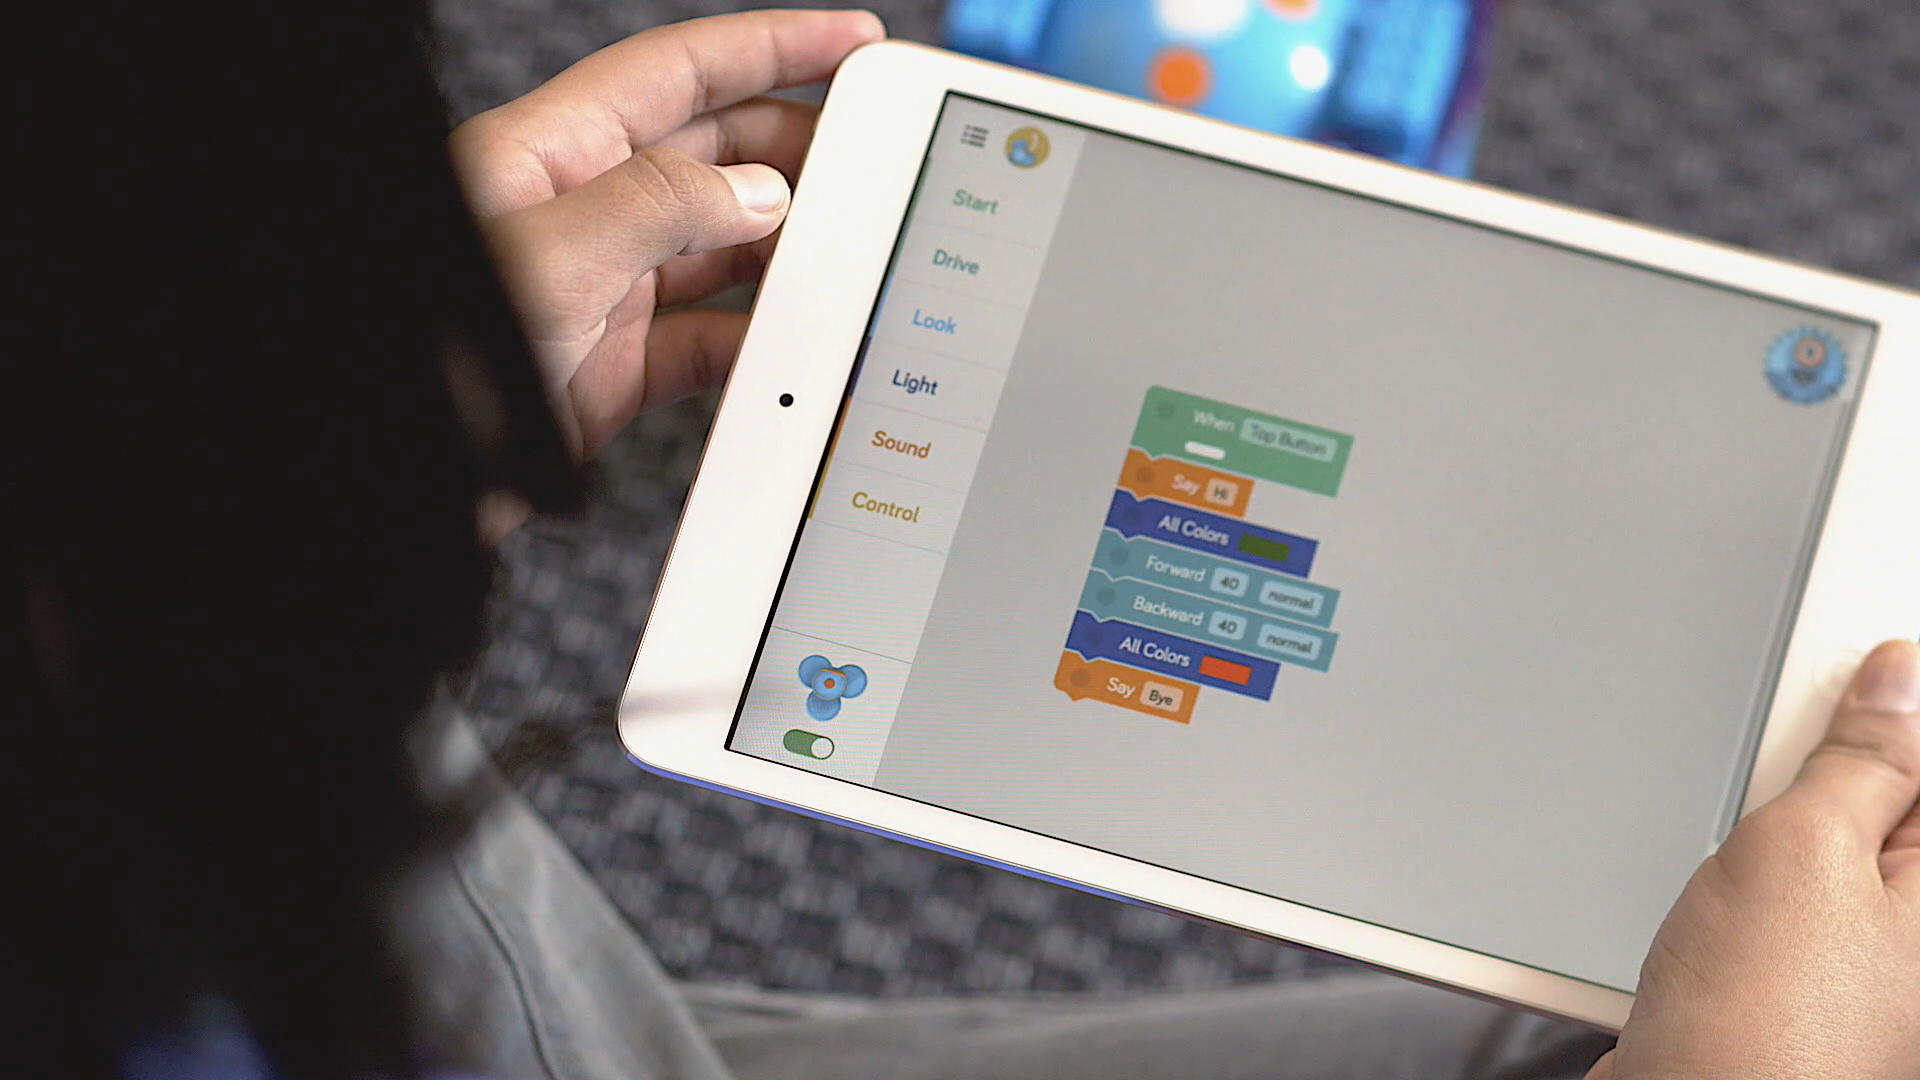 Start
Drive
Look
Light
Sound
Control
When Top Button
Say Hi
All Colors
Forward 40 normal
Backward 40 normal
All Colors
Say Bye